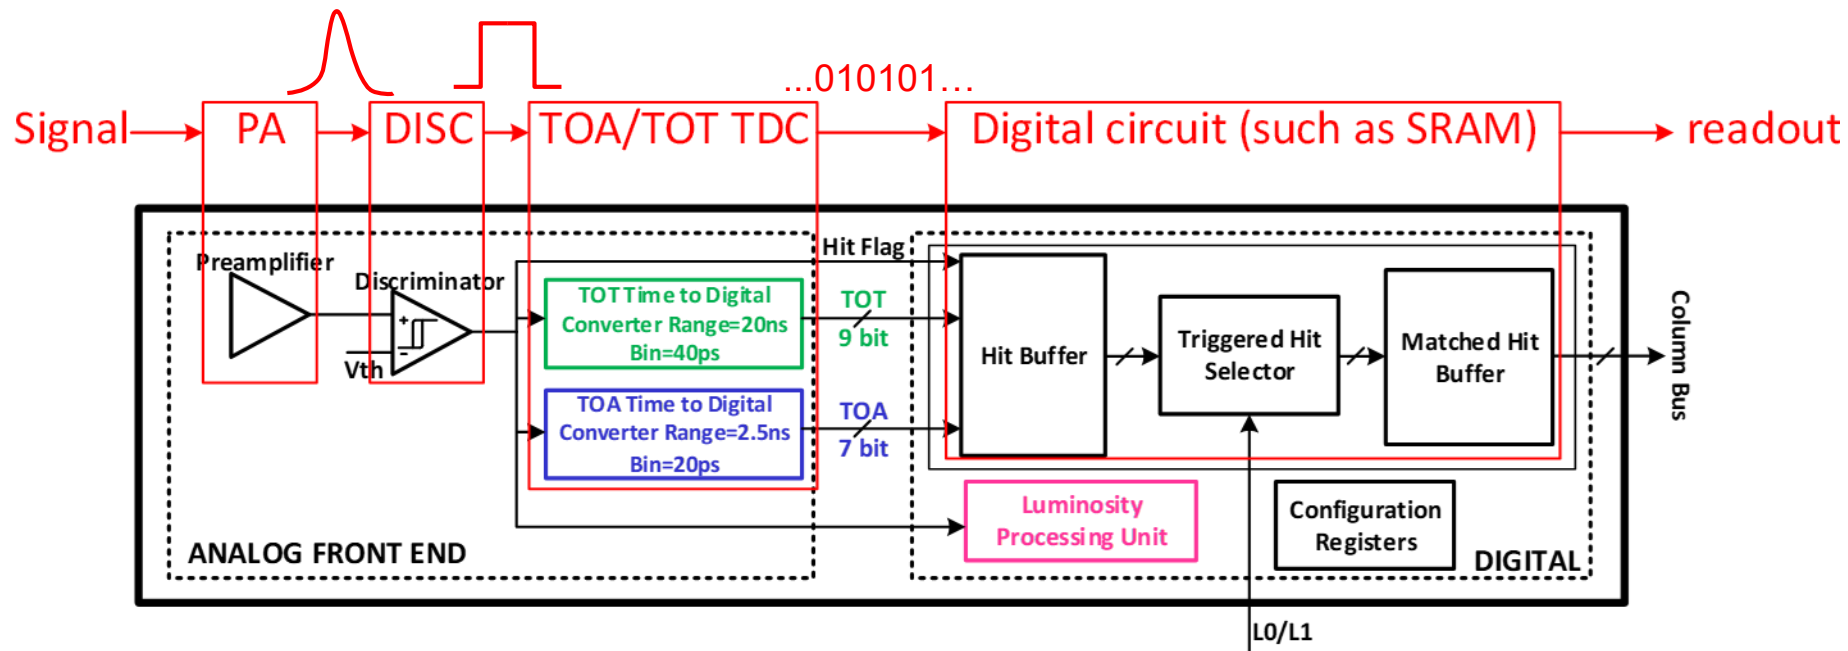 ...010101...
Signal
PA
DISC
TOA/TOT TDC
Digital circuit (such as SRAM)
readout
Preamplifier
Discriminator
+
-
Vth
Hit Flag
TOT Time to Digital
Converter Range=20ns
Bin=40ps
TOT
9 bit
TOA Time to Digital
Converter Range=2.5ns
Bin=20ps
TOA
7 bit
Hit Buffer
Triggered Hit
Selector
Matched Hit
Buffer
Column Bus
Luminosity
Processing Unit
Configuration
Registers
ANALOG FRONT END
DIGITAL
L0/L1